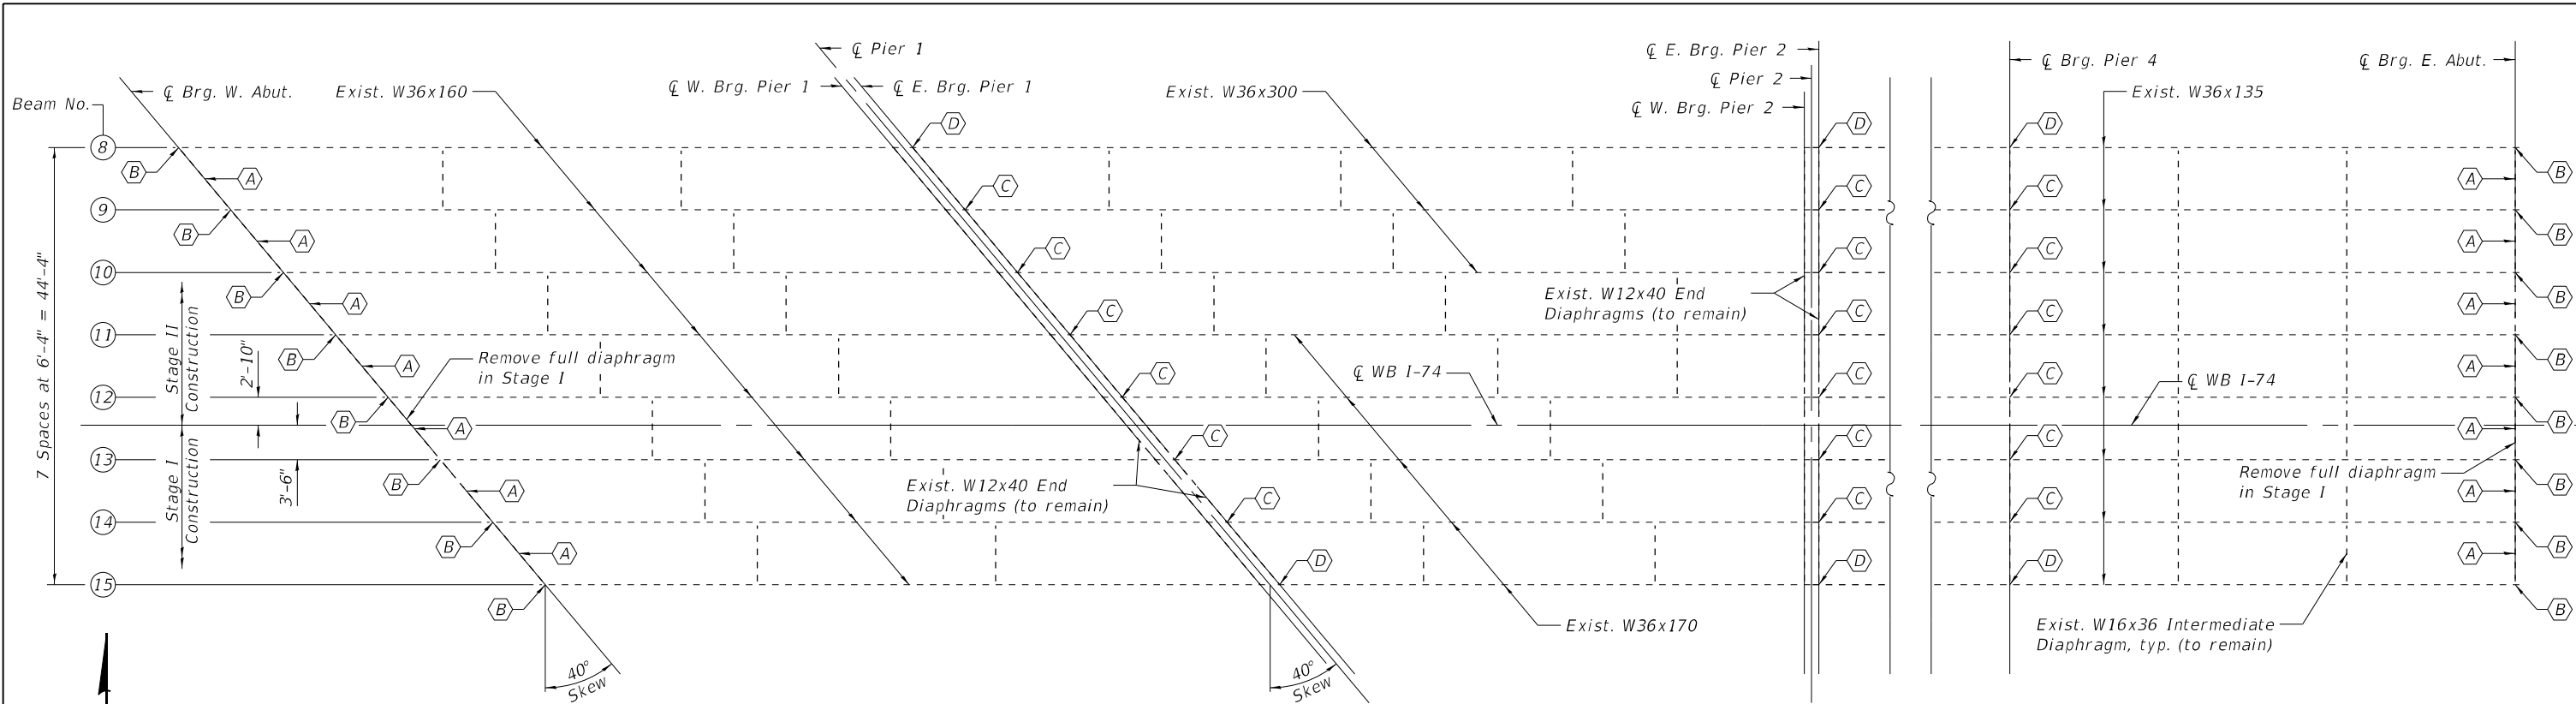 ℄ Pier 1
℄ E. Brg. Pier 2
℄ Brg. Pier 4
℄ Brg. E. Abut.
℄ Pier 2
℄ W. Brg. Pier 1
℄ E. Brg. Pier 1
℄ Brg. W. Abut.
Exist. W36x160
Exist. W36x300
Exist. W36x135
℄ W. Brg. Pier 2
Beam No.
D
D
D
8
B
A
C
C
C
A
B
9
B
A
C
C
C
A
B
10
B
A
C
C
C
A
B
Exist. W12x40 End
Diaphragms (to remain)
11
B
A
C
C
C
A
B
Stage II
Construction
2'-10"
Remove full diaphragm
in Stage I
℄ WB I-74
℄ WB I-74
12
B
A
C
C
C
A
B
7 Spaces at 6'-4" = 44'-4"
13
B
A
C
C
C
A
B
Stage I
Construction
3'-6"
Exist. W12x40 End
Diaphragms (to remain)
Remove full diaphragm
in Stage I
14
B
A
D
D
D
A
B
15
B
B
Exist. W36x170
Exist. W16x36 Intermediate
Diaphragm, typ. (to remain)
40°
Skew
40°
Skew